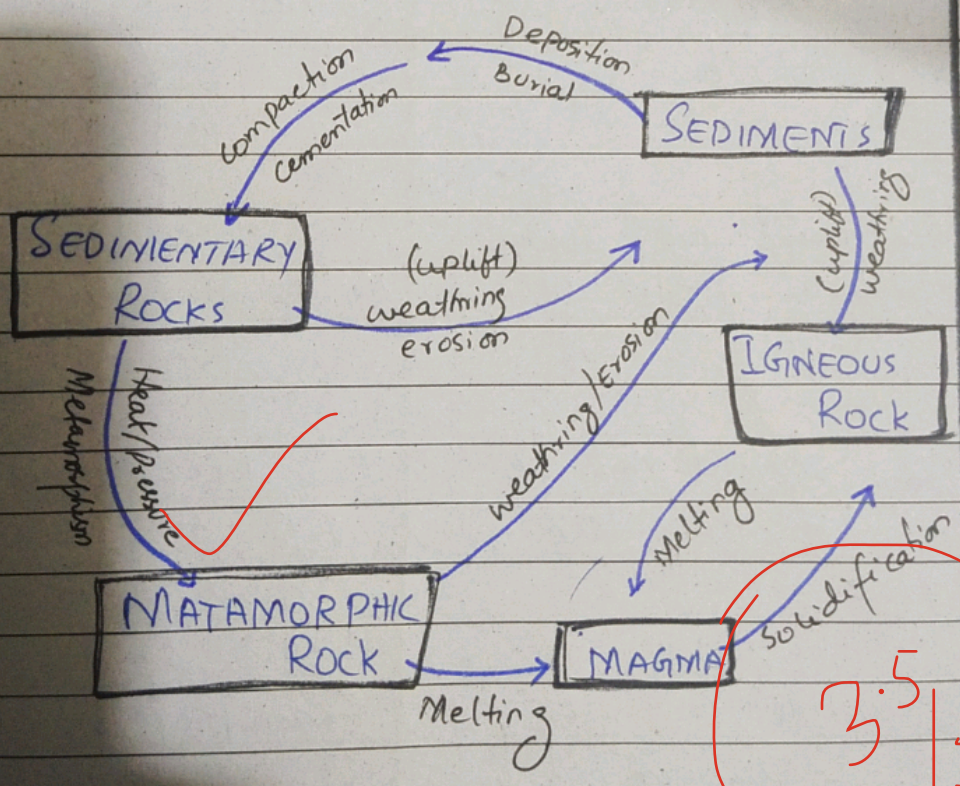 Deposition
Burial
SEDIMENTS
compaction
cementation
(uplift)
weathring
SEDIMENTARY
ROCKS
(uplift)
weathring
erosion
IGNEOUS
ROCK
Heat/Pressure
Metamorphism
weathring/Erosion
Melting
Solidification
MATAMORPHIC
ROCK
MAGMA
Melting
3.5